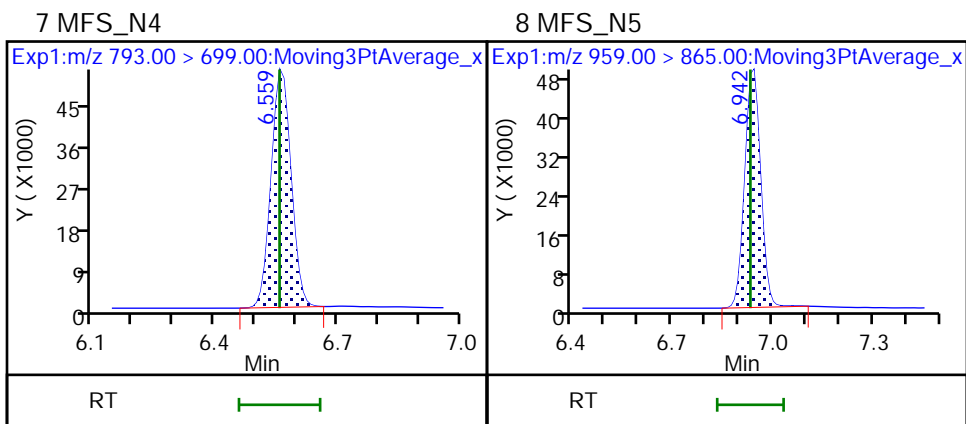 7 MFS_N4
Exp1:m/z 793.00 > 699.00:Moving3PtAverage_x
6.559
Y ( X1000)
45
36
27
18
9
0
6.1 6.4 6.7 7.0
Min
RT
8 MFS_N5
Exp1:m/z 959.00 > 865.00:Moving3PtAverage_x
6.942
Y ( X1000)
48
40
32
24
16
8
0
6.4 6.7 7.0 7.3
Min
RT